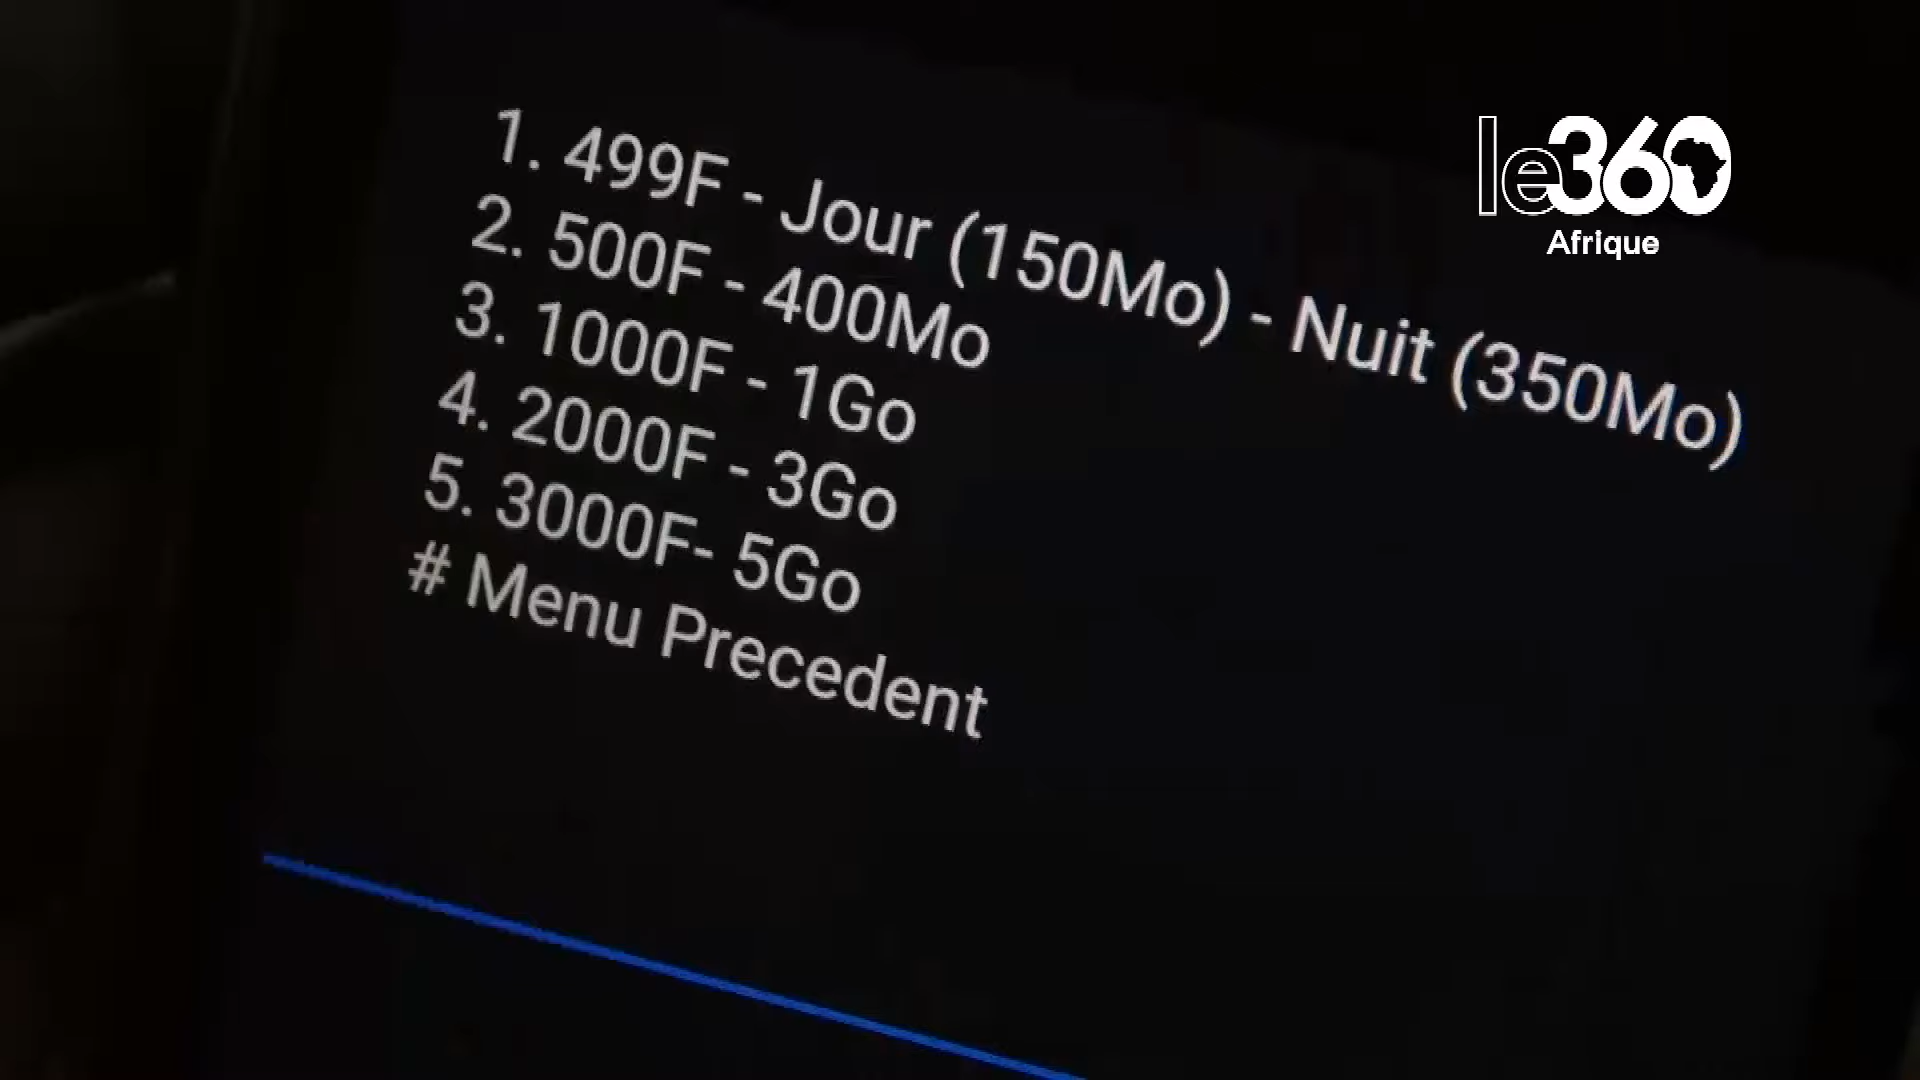 1. 499F - Jour (150Mo) - Nuit (350Mo)
2. 500F - 400Mo
3. 1000F - 1Go
4. 2000F - 3Go
5. 3000F- 5Go
# Menu Precedent
le360
Afrique